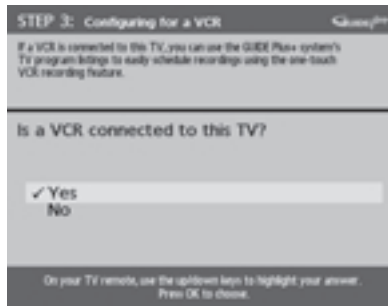 STEP 3: Configuring for a VCR
If a VCR is connected to this TV, you can use the GUIDE Plus+ system's
TV program listings to easily schedule recordings using the one-touch
VCR recording feature.
Is a VCR connected to this TV?
✓ Yes
No
On your TV remote, use the up/down keys to highlight your answer.
Press OK to choose.